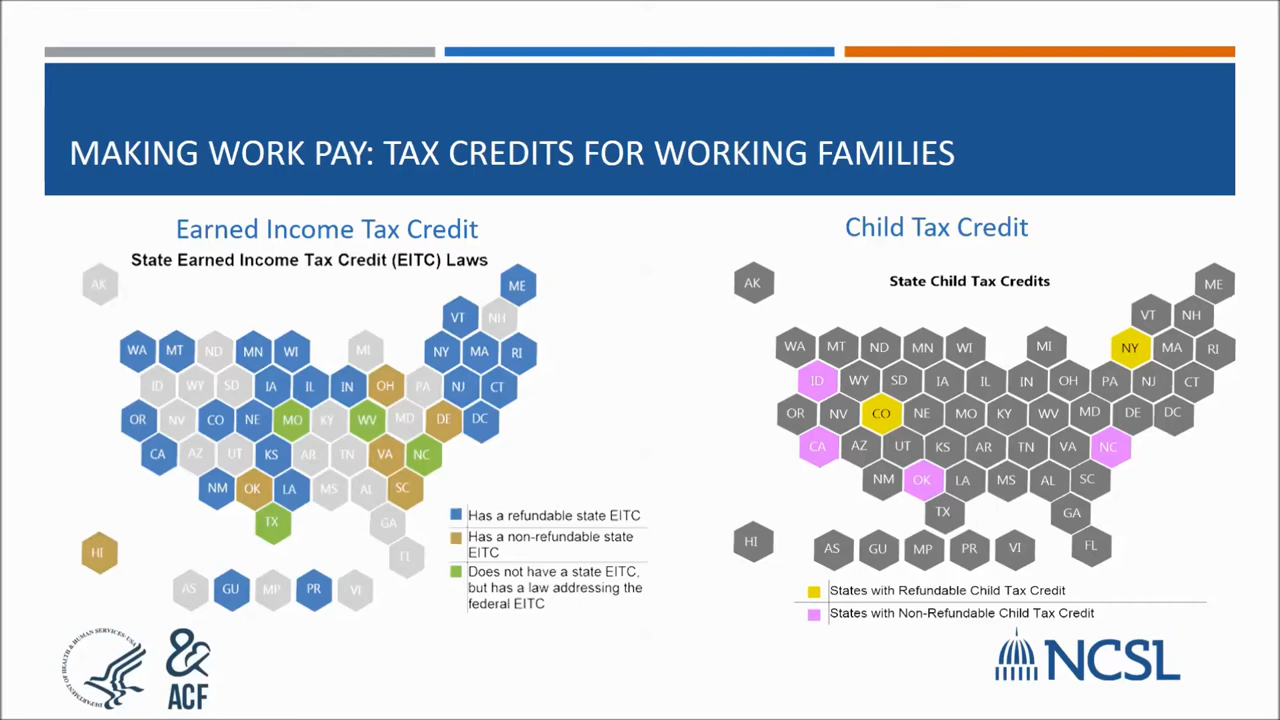 MAKING WORK PAY: TAX CREDITS FOR WORKING FAMILIES
Earned Income Tax Credit
State Earned Income Tax Credit (EITC) Laws
AK
ME
VT NH
WA MT ND MN WI MI NY MA RI
ID WY SD IA IL IN OH PA NJ CT
OR NV CO NE MO KY WV MD DE DC
CA AZ UT KS AR TN VA NC
NM OK LA MS AL SC
TX GA
HI FL
AS GU MP PR VI
Has a refundable state EITC
Has a non-refundable state
EITC
Does not have a state EITC,
but has a law addressing the
federal EITC
Child Tax Credit
State Child Tax Credits
AK ME
VT NH
WA MT ND MN WI MI NY MA RI
ID WY SD IA IL IN OH PA NJ CT
OR NV CO NE MO KY WV MD DE DC
CA AZ UT KS AR TN VA NC
NM OK LA MS AL SC
TX GA
HI AS GU MP PR VI FL
States with Refundable Child Tax Credit
States with Non-Refundable Child Tax Credit
DEPARTMENT OF HEALTH & HUMAN SERVICES·USA
&
ACF
NCSL